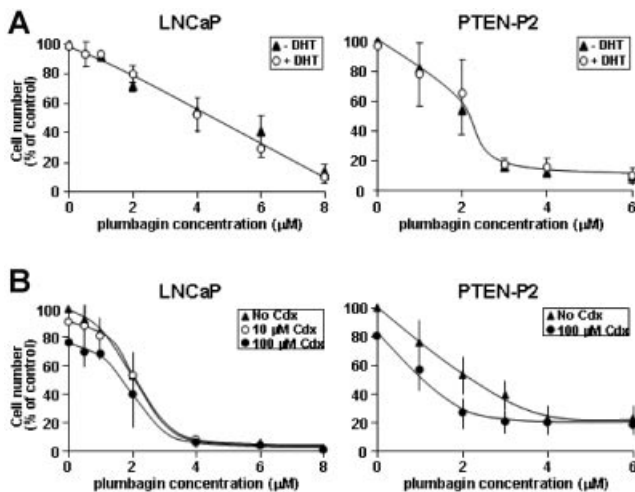 A
LNCaP
PTEN-P2
Cell number
(% of control)
100
80
60
40
20
0
- DHT
+ DHT
0 2 4 6 8
plumbagin concentration (μM)
100
80
60
40
20
0
- DHT
+ DHT
0 2 4 6
plumbagin concentration (μM)
B
LNCaP
PTEN-P2
Cell number
(% of control)
100
80
60
40
20
0
No Cdx
10 μM Cdx
100 μM Cdx
0 2 4 6 8
plumbagin concentration (μM)
100
80
60
40
20
0
No Cdx
100 μM Cdx
0 2 4 6
plumbagin concentration (μM)